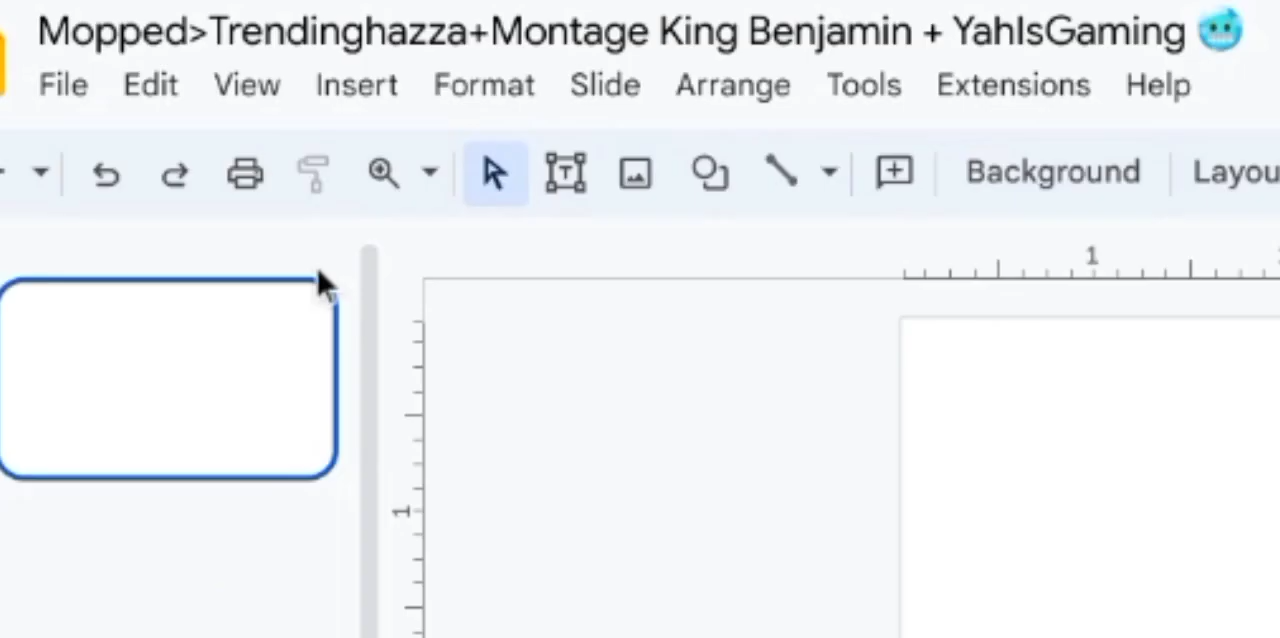 Mopped>Trendinghazza+Montage King Benjamin + YahIsGaming 🥶
File Edit View Insert Format Slide Arrange Tools Extensions Help
Background Layou
1
1